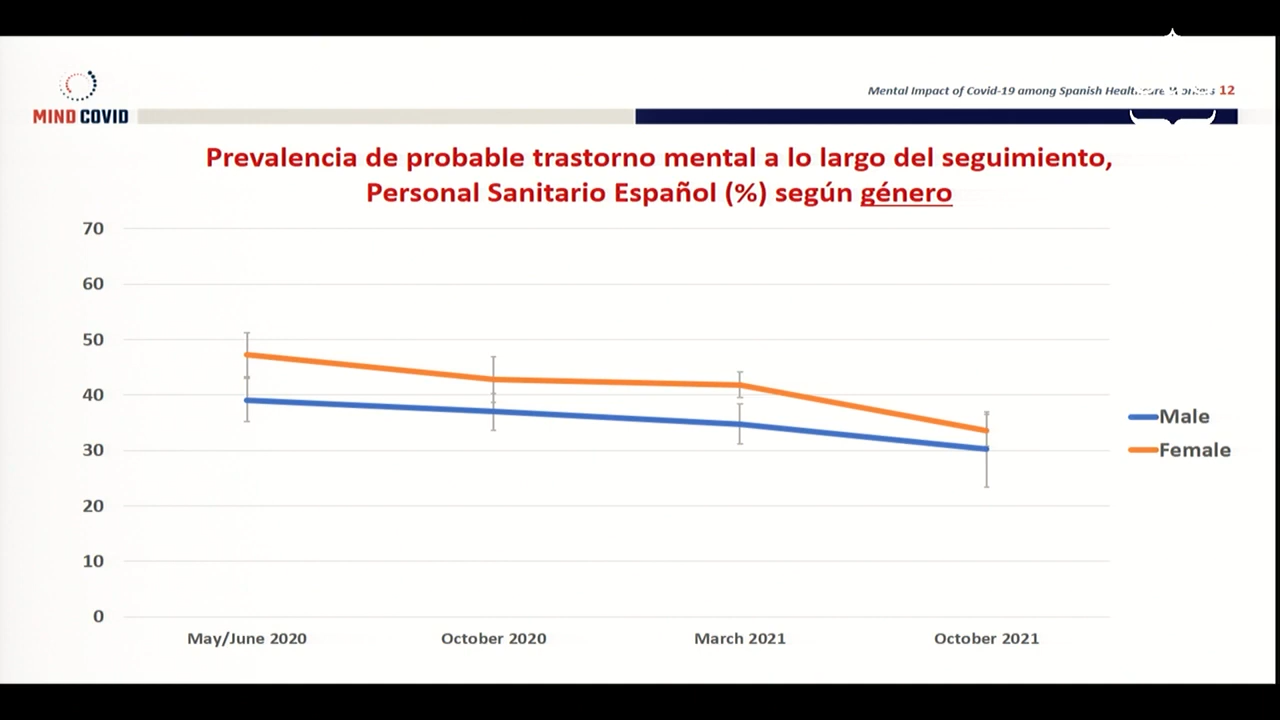 MIND COVID
Mental Impact of Covid-19 among Spanish 12
Prevalencia de probable trastorno mental a lo largo del seguimiento,
Personal Sanitario Español (%) según género
70
60
50
40
30
20
10
0
May/June 2020
October 2020
March 2021
October 2021
Male
Female